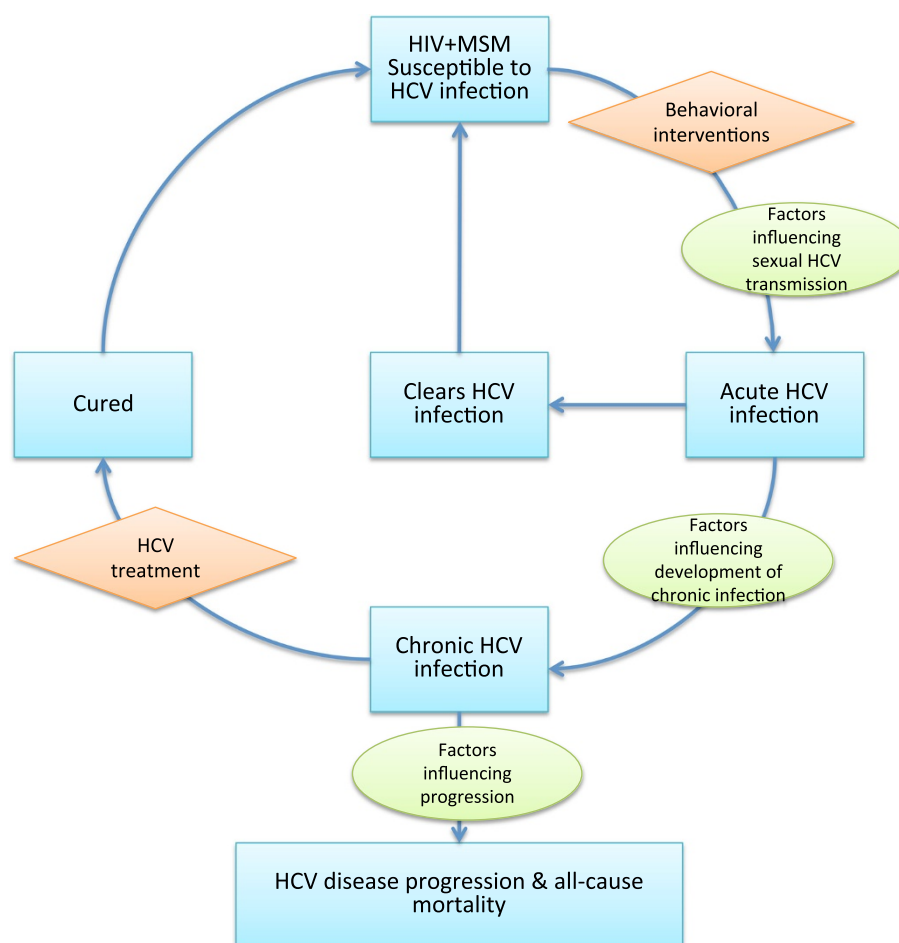 HIV+MSM
Susceptible to
HCV infection
Behavioral
interventions
Factors
influencing
sexual HCV
transmission
Cured
Clears HCV
infection
Acute HCV
infection
HCV
treatment
Factors
influencing
development of
chronic infection
Chronic HCV
infection
Factors
influencing
progression
HCV disease progression & all-cause
mortality